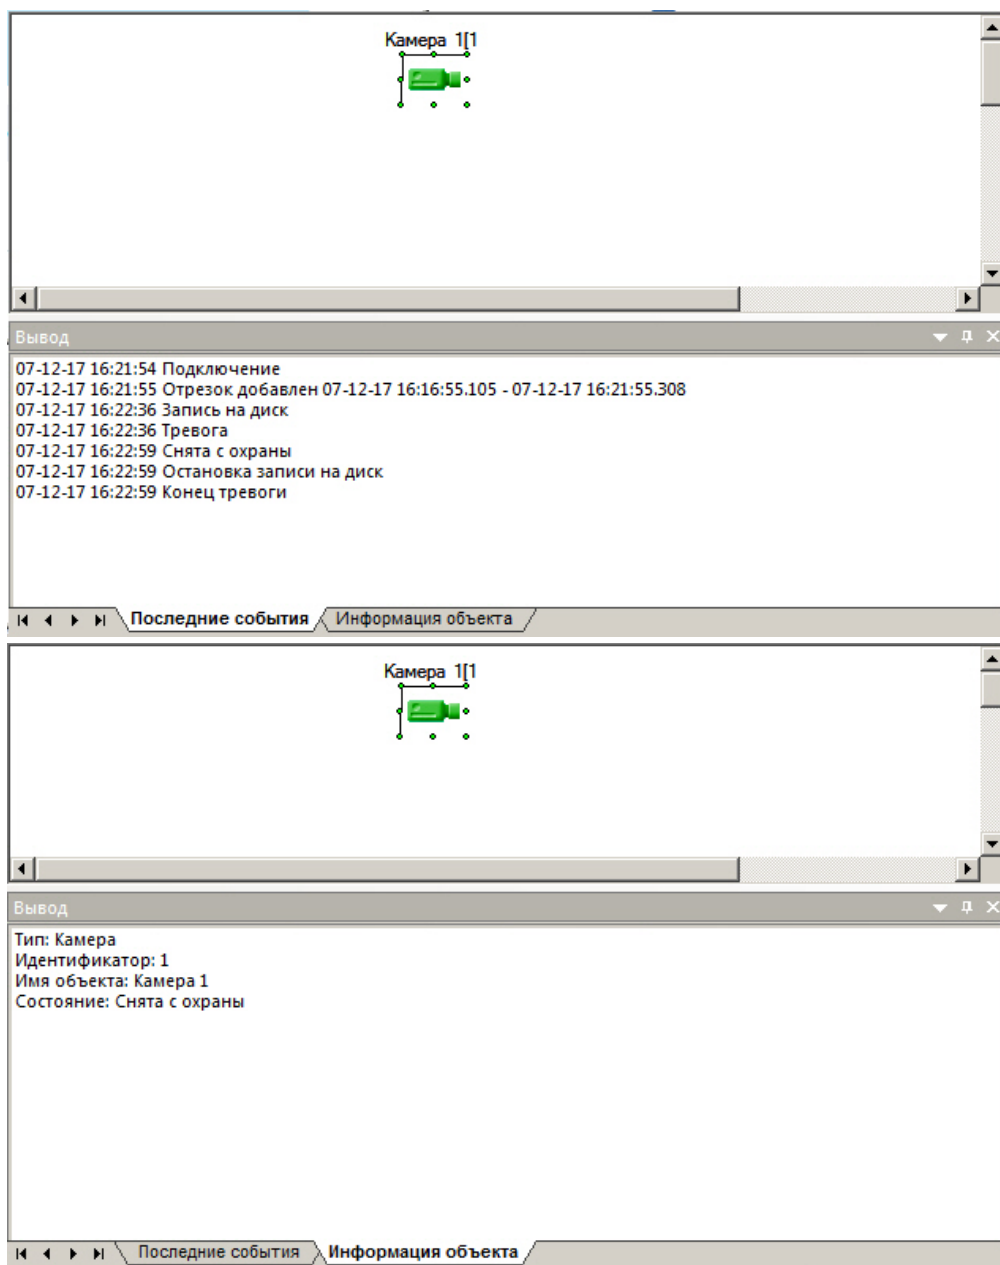 Камера 1[1
Вывод
07-12-17 16:21:54 Подключение
07-12-17 16:21:55 Отрезок добавлен 07-12-17 16:16:55.105 - 07-12-17 16:21:55.308
07-12-17 16:22:36 Запись на диск
07-12-17 16:22:36 Тревога
07-12-17 16:22:59 Снята с охраны
07-12-17 16:22:59 Остановка записи на диск
07-12-17 16:22:59 Конец тревоги
Последние события Информация объекта
Камера 1[1
Вывод
Тип: Камера
Идентификатор: 1
Имя объекта: Камера 1
Состояние: Снята с охраны
Последние события Информация объекта